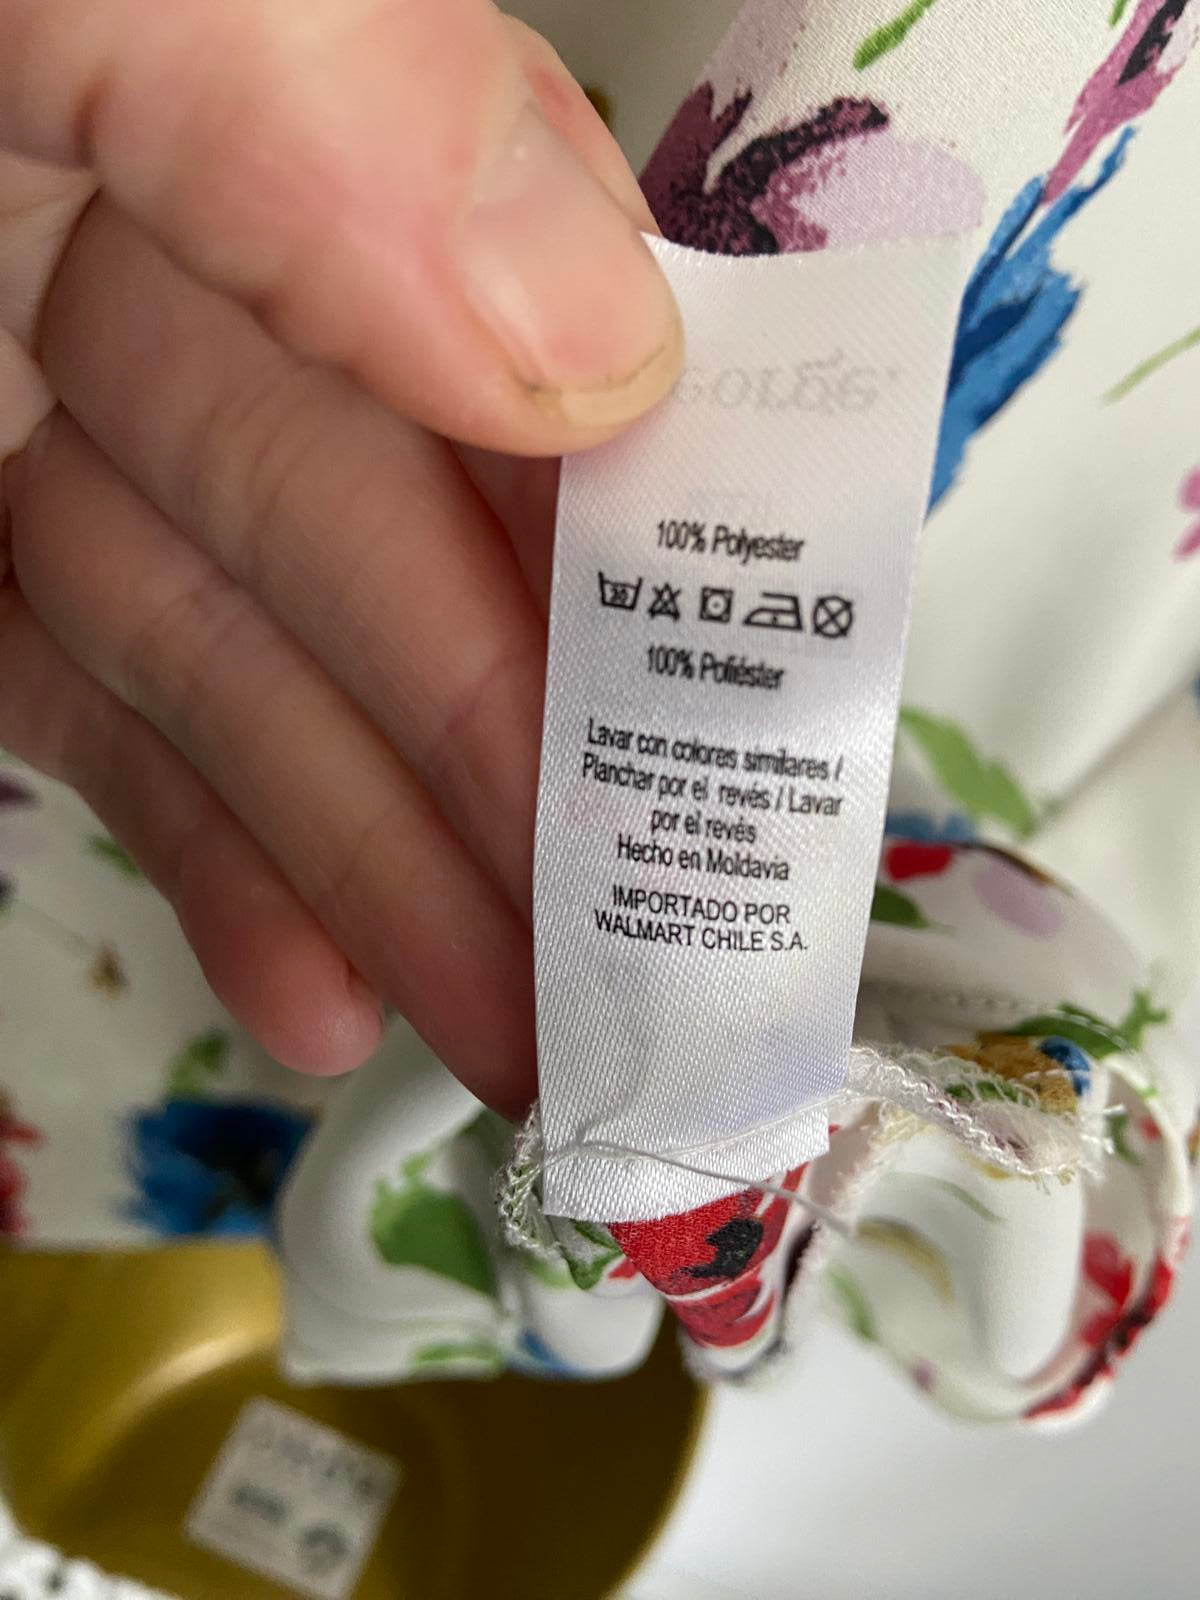 100% Polyester
30
100% Poliéster
Lavar con colores similares /
Planchar por el revés / Lavar
por el revés
Hecho en Moldavia
IMPORTADO POR
WALMART CHILE S.A.